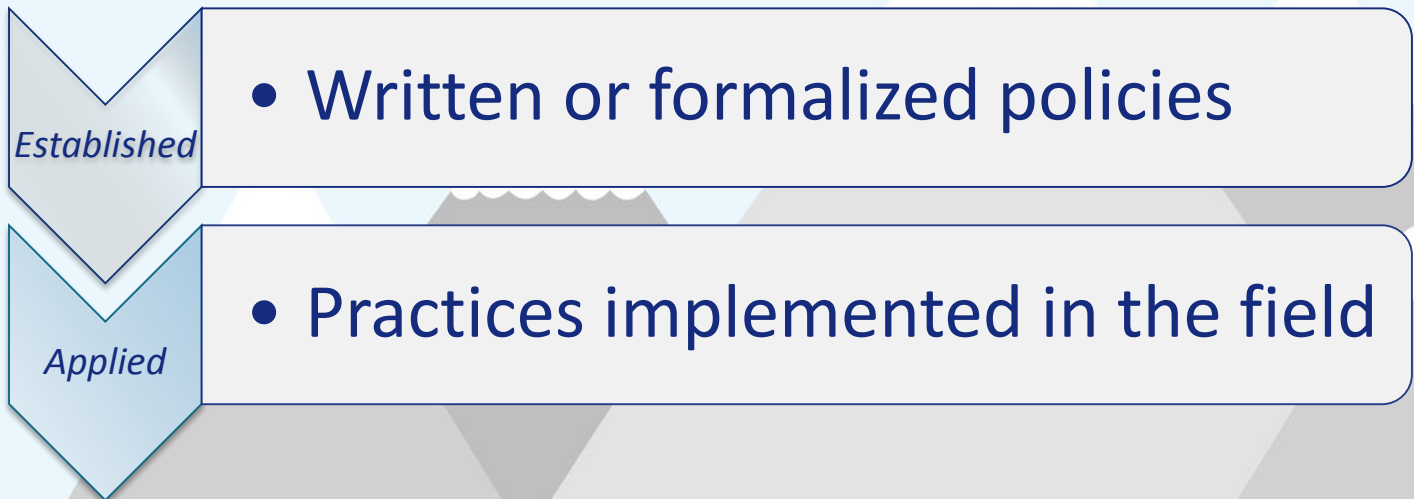 Established
• Written or formalized policies
Applied
• Practices implemented in the field